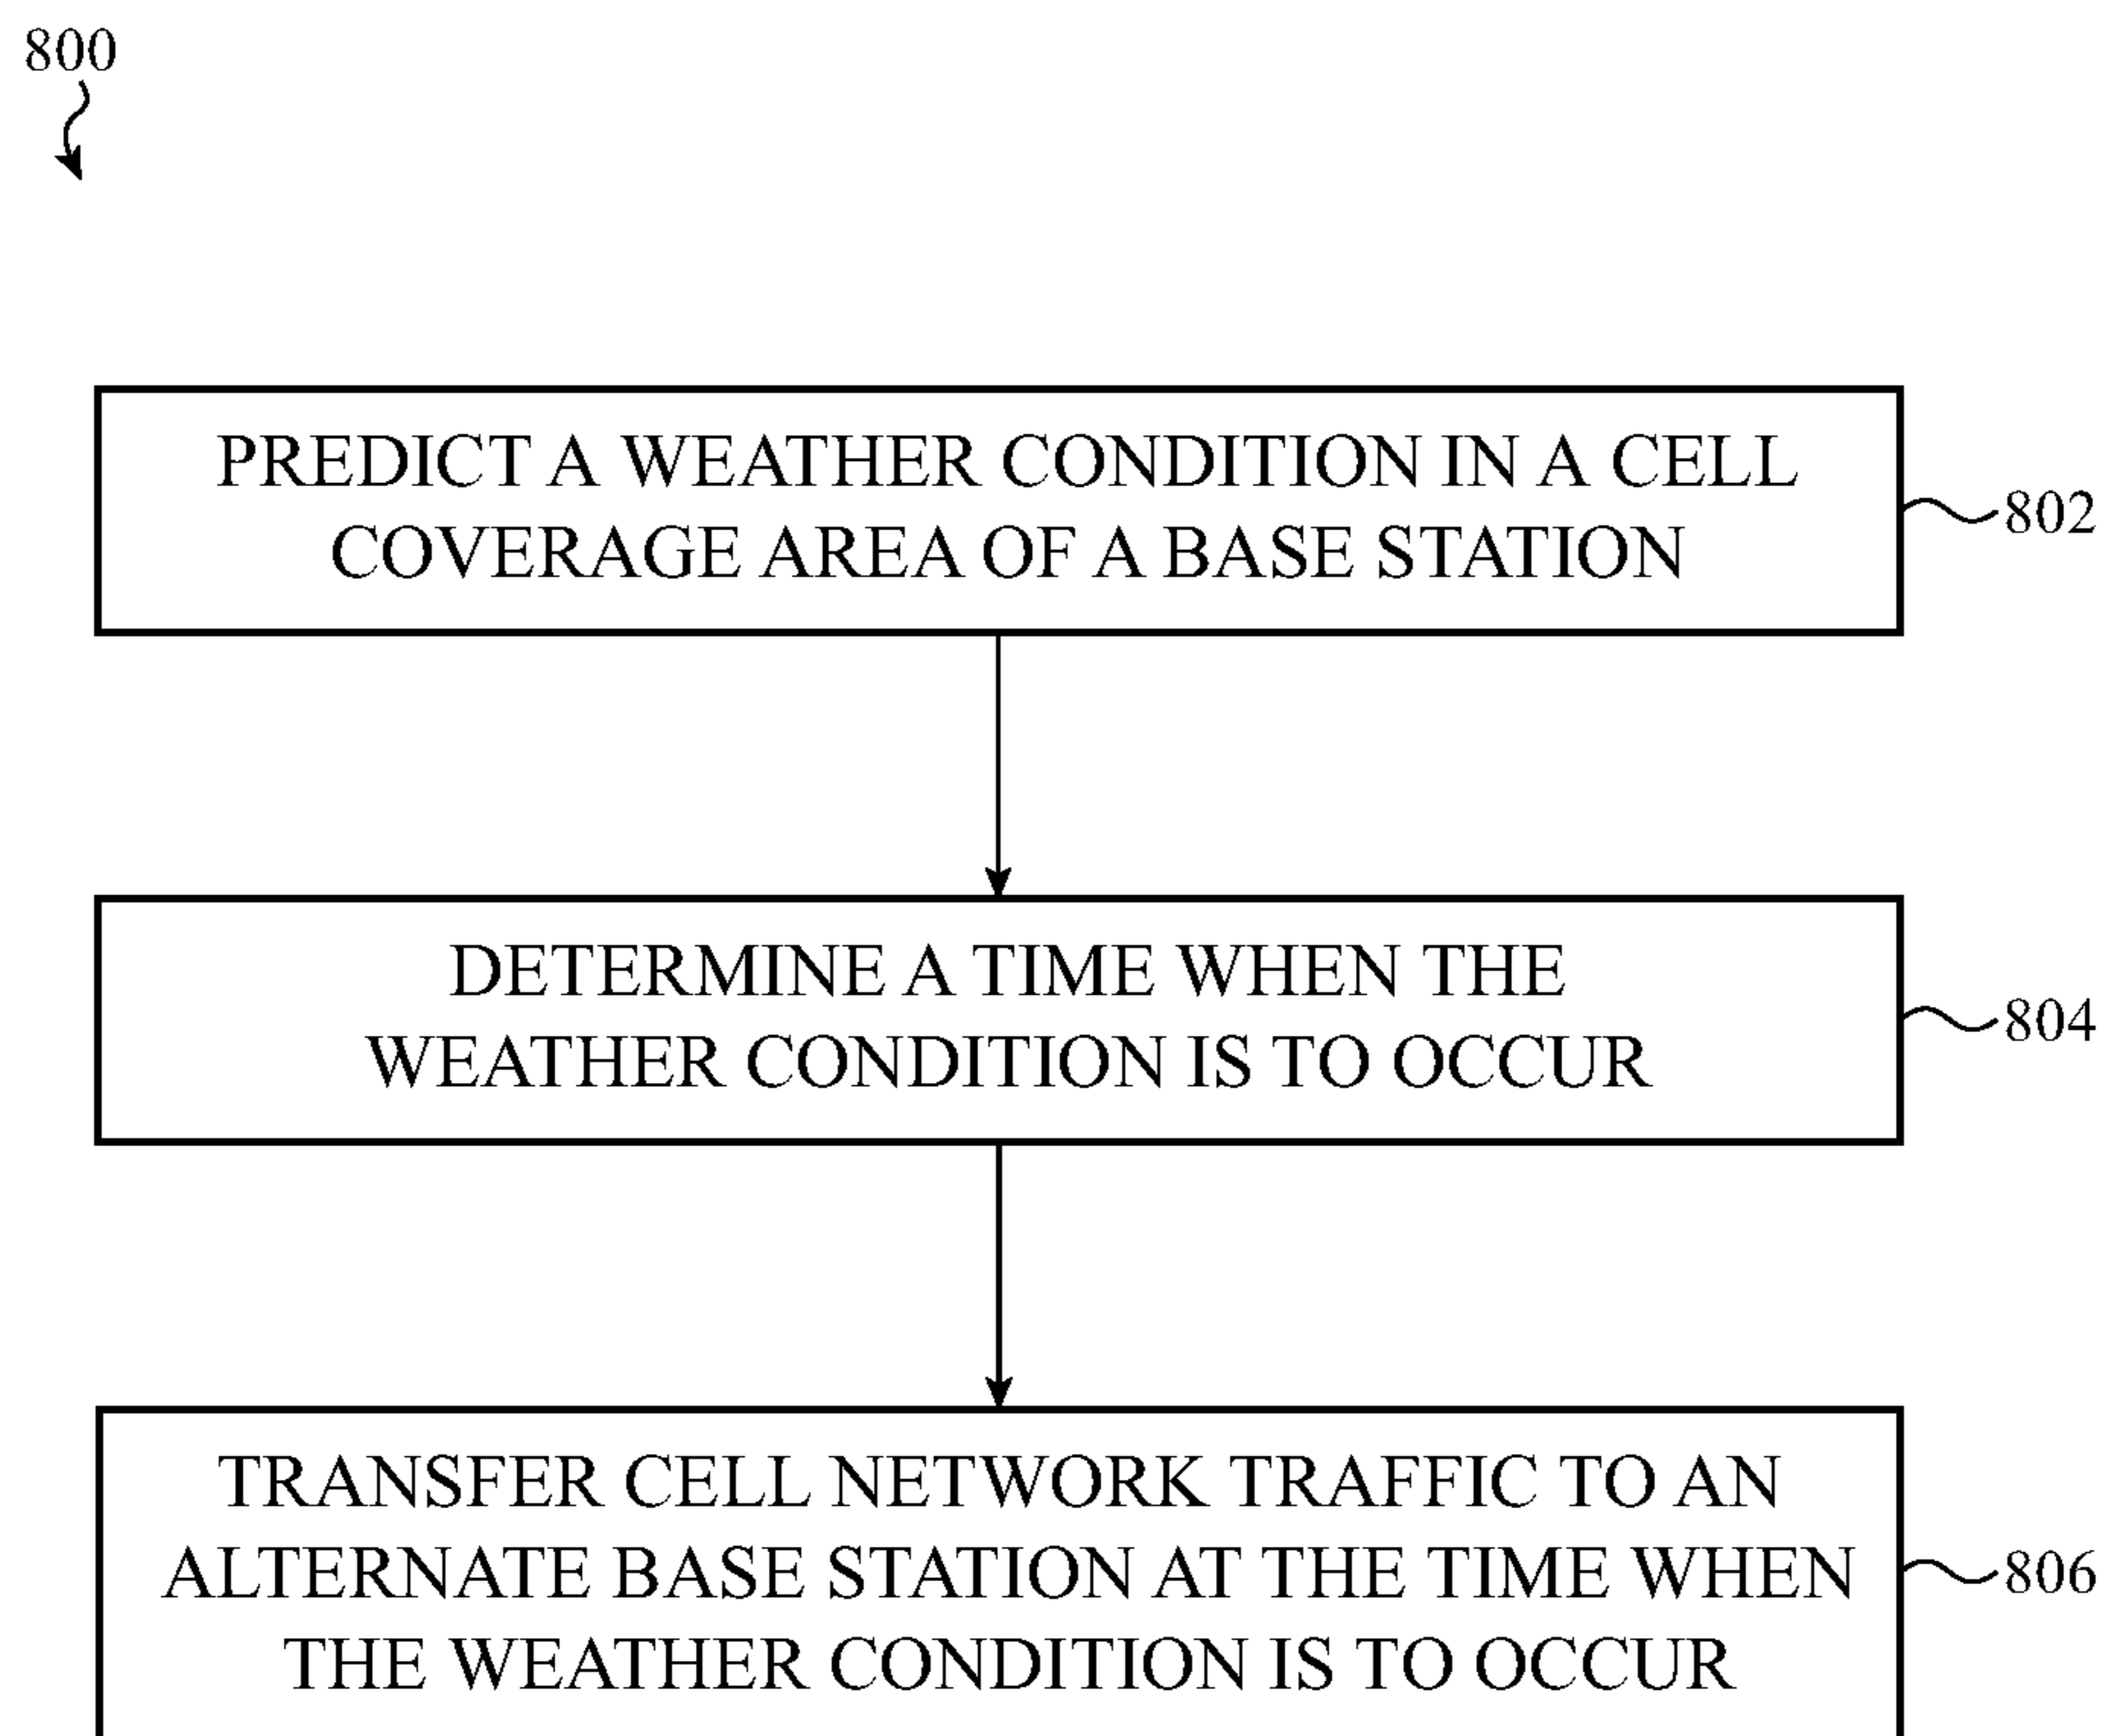 800
PREDICT A WEATHER CONDITION IN A CELL
COVERAGE AREA OF A BASE STATION
802
DETERMINE A TIME WHEN THE
WEATHER CONDITION IS TO OCCUR
804
TRANSFER CELL NETWORK TRAFFIC TO AN
ALTERNATE BASE STATION AT THE TIME WHEN
THE WEATHER CONDITION IS TO OCCUR
806